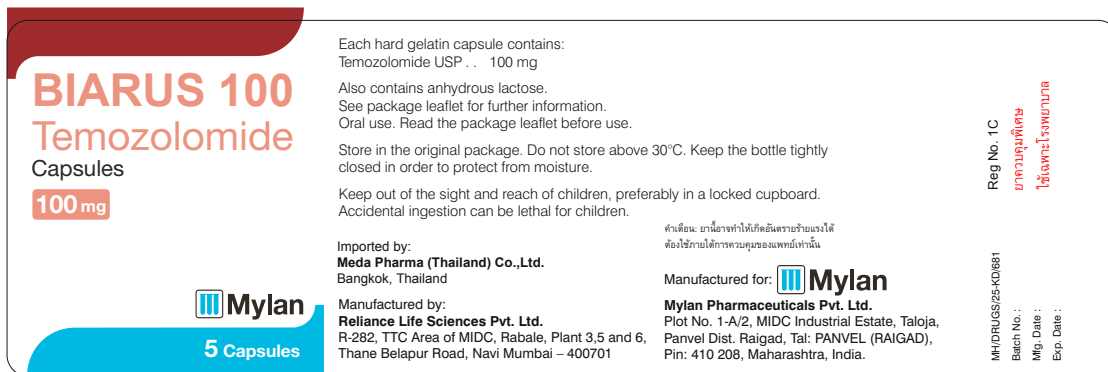 BIARUS 100
Temozolomide
Capsules
100 mg
Mylan
5 Capsules
Each hard gelatin capsule contains:
Temozolomide USP . .   100 mg
Also contains anhydrous lactose.
See package leaflet for further information.
Oral use. Read the package leaflet before use.
Store in the original package. Do not store above 30°C. Keep the bottle tightly
closed in order to protect from moisture.
Keep out of the sight and reach of children, preferably in a locked cupboard.
Accidental ingestion can be lethal for children.
Imported by:
Meda Pharma (Thailand) Co.,Ltd.
Bangkok, Thailand
Manufactured by:
Reliance Life Sciences Pvt. Ltd.
R-282, TTC Area of MIDC, Rabale, Plant 3,5 and 6,
Thane Belapur Road, Navi Mumbai – 400701
คำเตือน: ยานี้อาจทำให้เกิดอันตรายร้ายแรงได้
ต้องใช้ภายใต้การควบคุมของแพทย์เท่านั้น
Manufactured for: Mylan
Mylan Pharmaceuticals Pvt. Ltd.
Plot No. 1-A/2, MIDC Industrial Estate, Taloja,
Panvel Dist. Raigad, Tal: PANVEL (RAIGAD),
Pin: 410 208, Maharashtra, India.
Reg No. 1C
ยาควบคุมพิเศษ
ใช้เฉพาะโรงพยาบาล
MH/DRUGS/25-KD/681
Batch No. :
Mfg. Date :
Exp. Date :